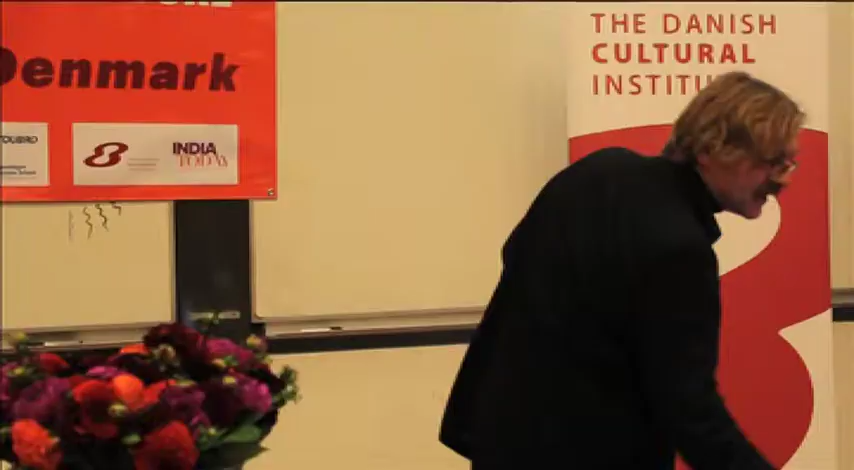 Denmark
TOUBRO
INDIA
TODAY
THE DANISH
CULTURAL
INSTITU